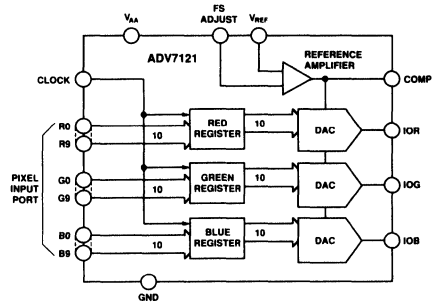 VAA
FS
ADJUST
VREF
ADV7121
REFERENCE
AMPLIFIER
CLOCK
COMP
R0
10
RED
REGISTER
10
DAC
IOR
R9
PIXEL
INPUT
PORT
G0
10
GREEN
REGISTER
10
DAC
IOG
G9
B0
10
BLUE
REGISTER
10
DAC
IOB
B9
GND